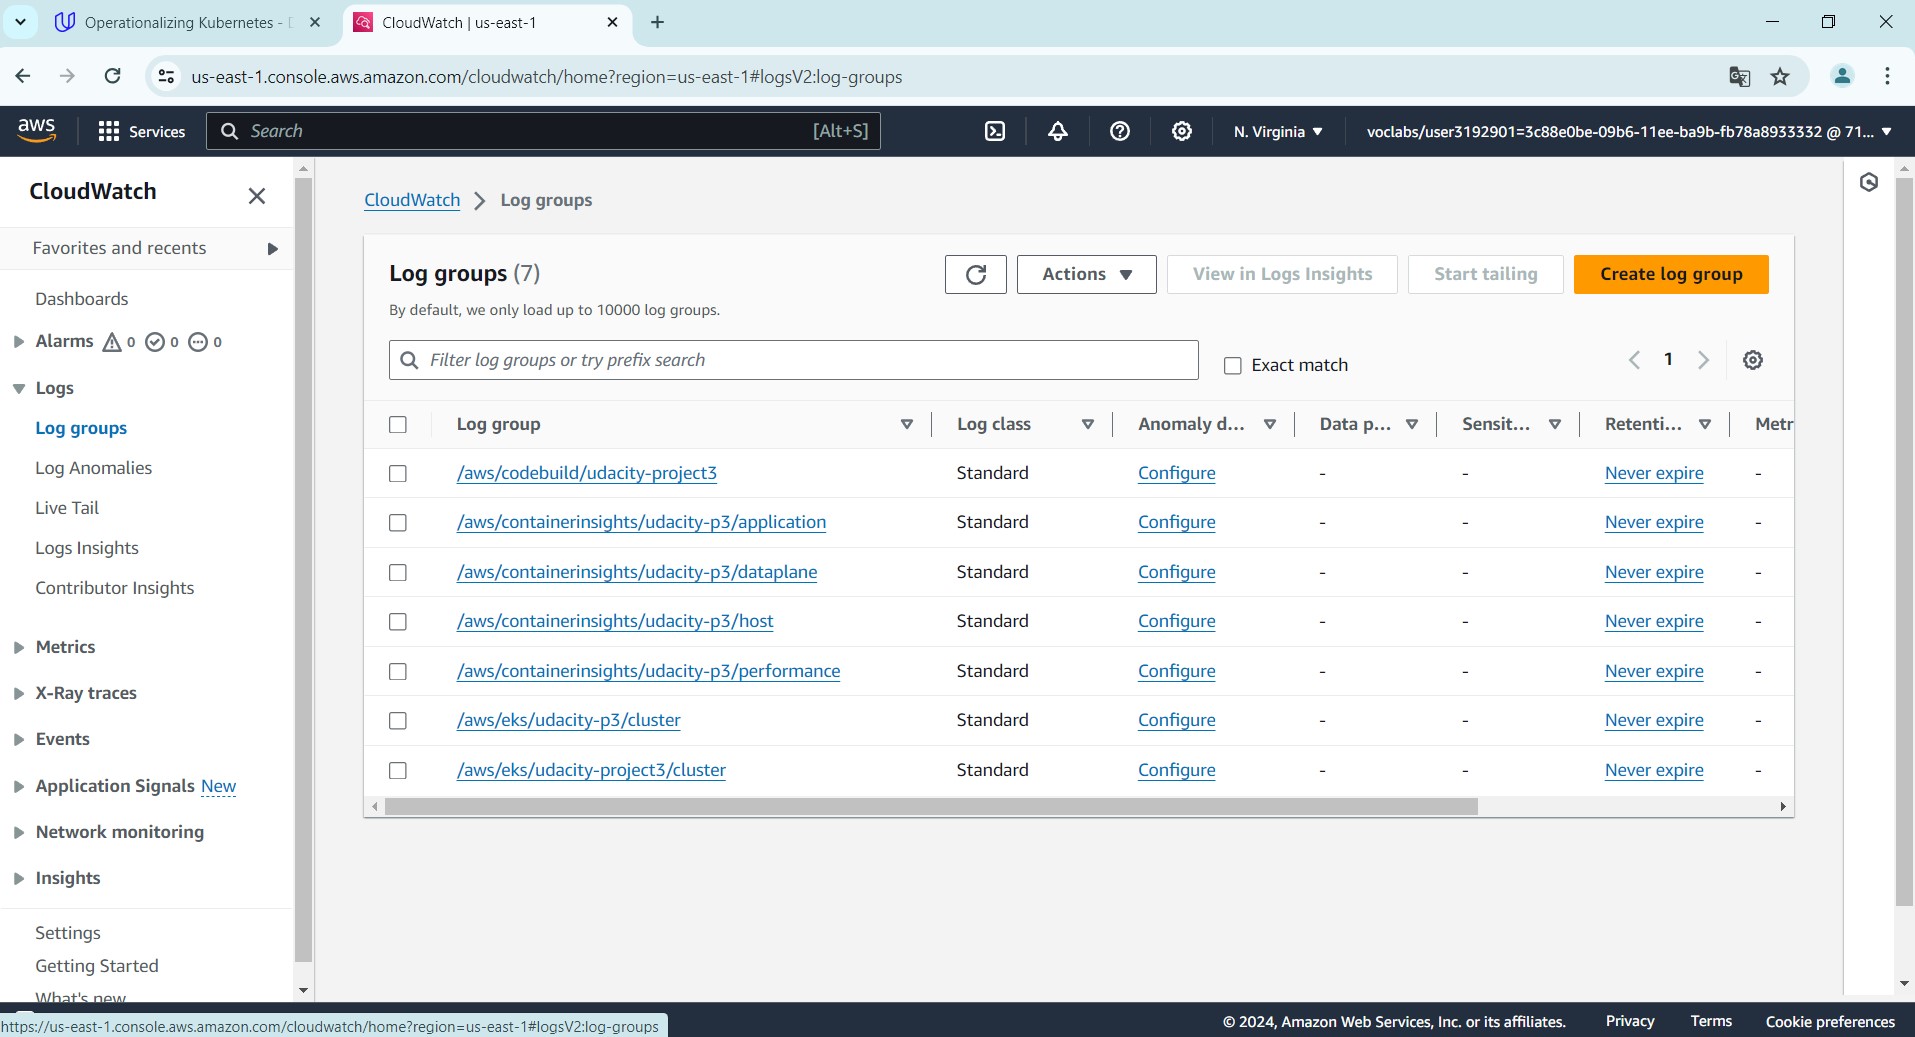 Operationalizing Kubernetes -
CloudWatch | us-east-1
us-east-1.console.aws.amazon.com/cloudwatch/home?region=us-east-1#logsV2:log-groups
aws
Services
Search
[Alt+S]
N. Virginia
voclabs/user3192901=3c88e0be-09b6-11ee-ba9b-fb78a8933332 @ 71...
CloudWatch
Favorites and recents
Dashboards
Alarms 0 0 0
Logs
Log groups
Log Anomalies
Live Tail
Logs Insights
Contributor Insights
Metrics
X-Ray traces
Events
Application Signals New
Network monitoring
Insights
Settings
Getting Started
What's new
CloudWatch > Log groups
Log groups (7)
By default, we only load up to 10000 log groups.
Actions
View in Logs Insights
Start tailing
Create log group
Filter log groups or try prefix search
Exact match
1
Log group Log class Anomaly d... Data p... Sensit... Retenti... Metr
/aws/codebuild/udacity-project3 Standard Configure - - Never expire -
/aws/containerinsights/udacity-p3/application Standard Configure - - Never expire -
/aws/containerinsights/udacity-p3/dataplane Standard Configure - - Never expire -
/aws/containerinsights/udacity-p3/host Standard Configure - - Never expire -
/aws/containerinsights/udacity-p3/performance Standard Configure - - Never expire -
/aws/eks/udacity-p3/cluster Standard Configure - - Never expire -
/aws/eks/udacity-project3/cluster Standard Configure - - Never expire -
https://us-east-1.console.aws.amazon.com/cloudwatch/home?region=us-east-1#logsV2:log-groups
© 2024, Amazon Web Services, Inc. or its affiliates.
Privacy
Terms
Cookie preferences